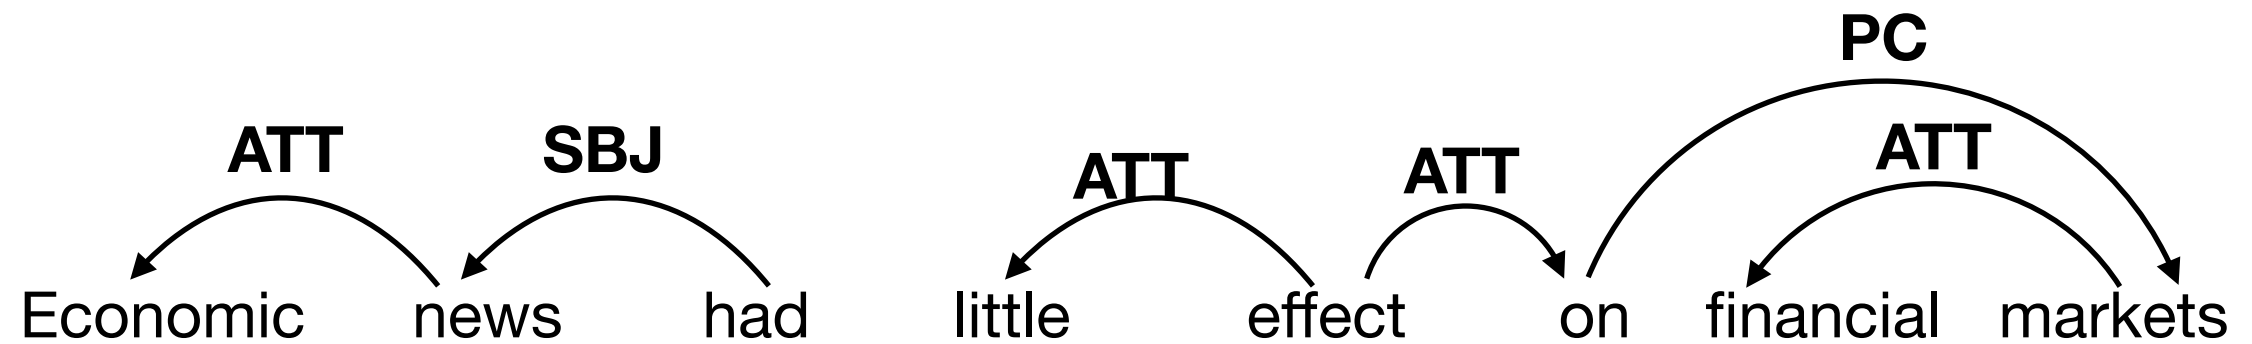 PC
ATT SBJ ATT ATT ATT
Economic news had little effect on financial markets